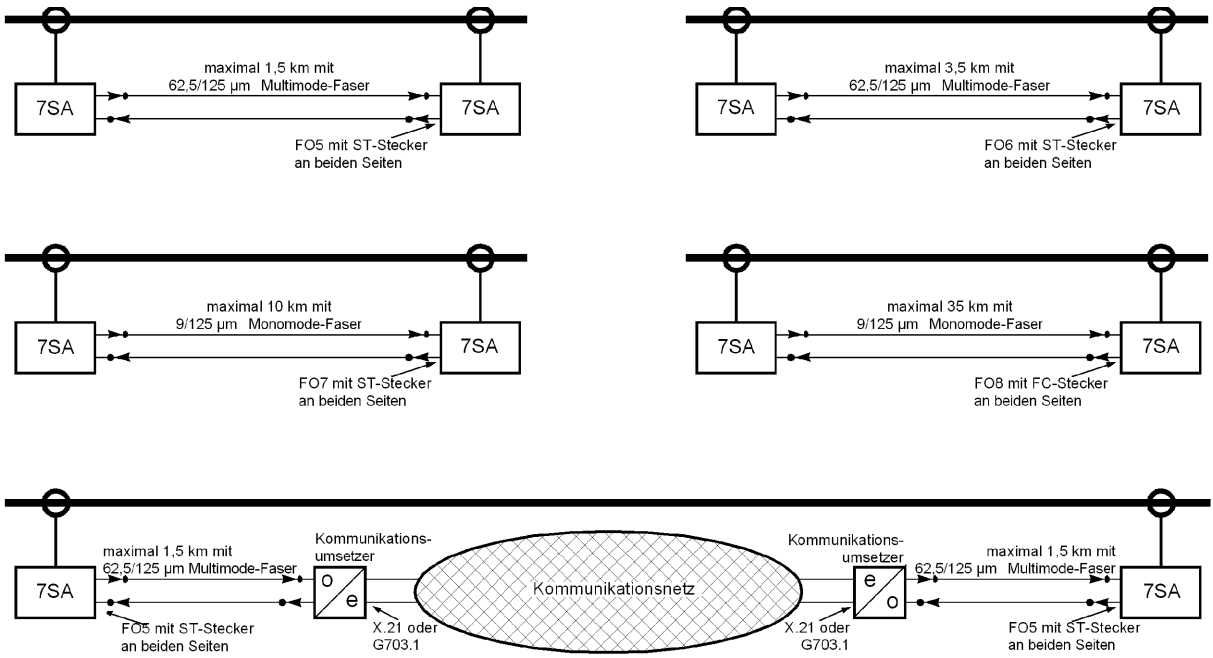 maximal 1,5 km mit
62,5/125 µm Multimode-Faser
7SA
7SA
FO5 mit ST-Stecker
an beiden Seiten
maximal 3,5 km mit
62,5/125 µm Multimode-Faser
7SA
7SA
FO6 mit ST-Stecker
an beiden Seiten
maximal 10 km mit
9/125 µm Monomode-Faser
7SA
7SA
FO7 mit ST-Stecker
an beiden Seiten
maximal 35 km mit
9/125 µm Monomode-Faser
7SA
7SA
FO8 mit FC-Stecker
an beiden Seiten
maximal 1,5 km mit
62,5/125 µm Multimode-Faser
7SA
FO5 mit ST-Stecker
an beiden Seiten
Kommunikations-
umsetzer
o
e
X.21 oder
G703.1
Kommunikationsnetz
Kommunikations-
umsetzer
e
o
X.21 oder
G703.1
maximal 1,5 km mit
62,5/125 µm Multimode-Faser
7SA
FO5 mit ST-Stecker
an beiden Seiten